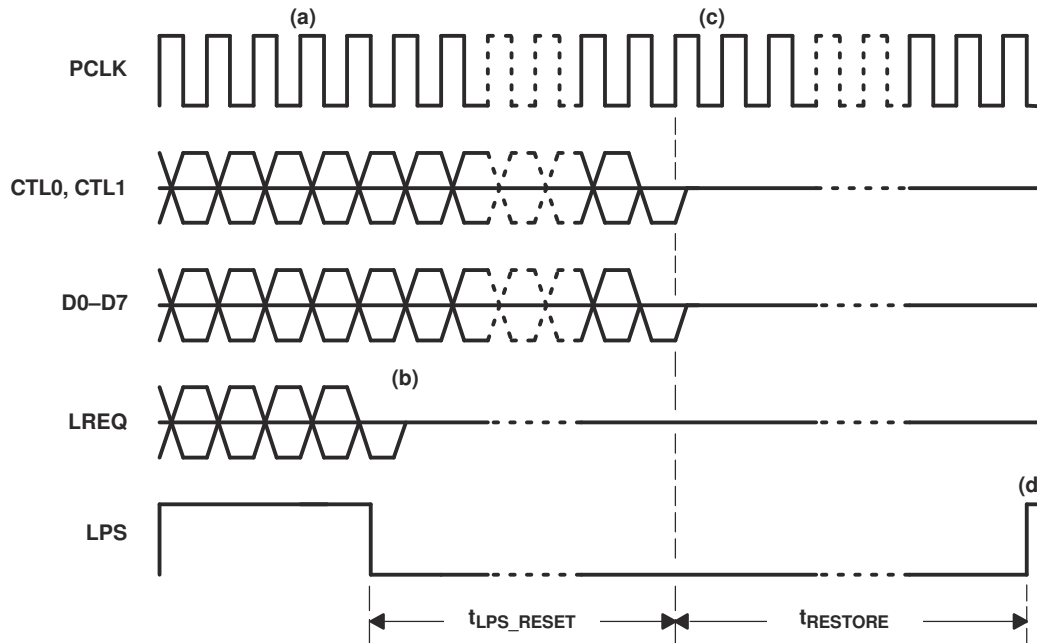 (a)
(c)
PCLK
CTL0, CTL1
D0–D7
(b)
LREQ
(d
LPS
tLPS_RESET
tRESTORE